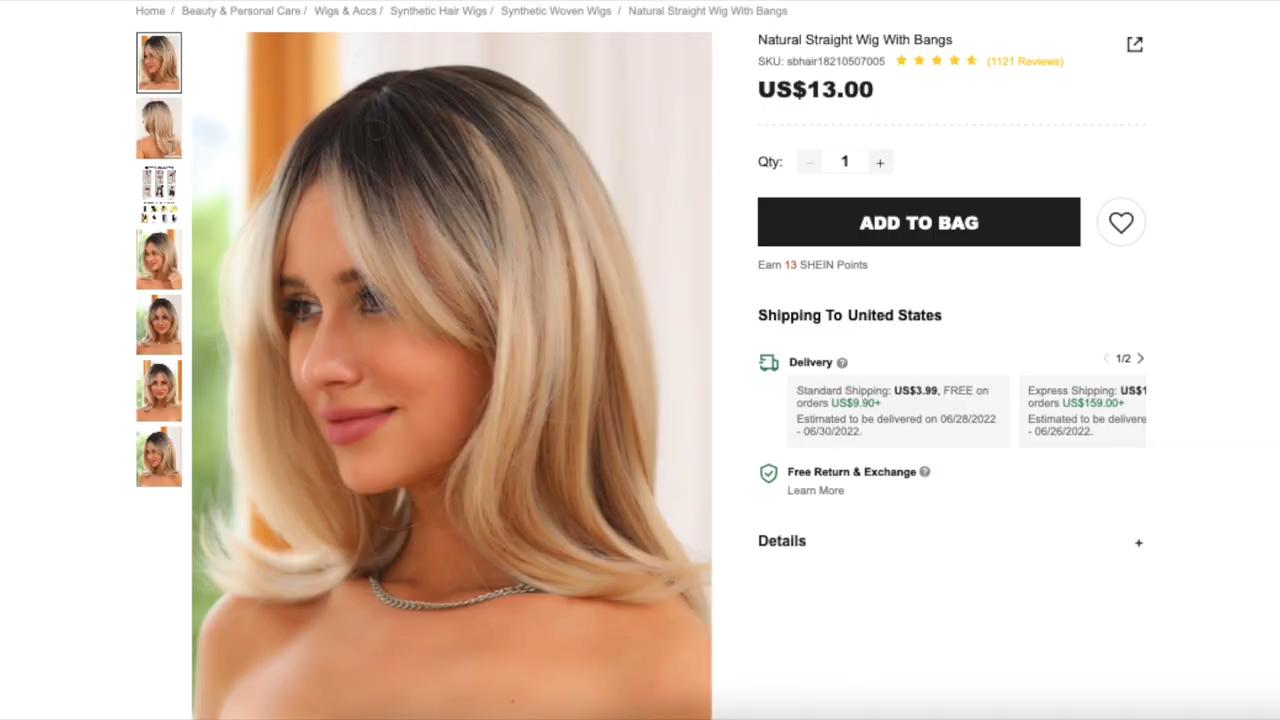 Home / Beauty & Personal Care / Wigs & Accs / Synthetic Hair Wigs / Synthetic Woven Wigs / Natural Straight Wig With Bangs
Natural Straight Wig With Bangs
SKU: sbhair18210507005 (1121 Reviews)
US$13.00
Qty: − 1 +
ADD TO BAG
Earn 13 SHEIN Points
Shipping To United States
Delivery ?
1/2
Standard Shipping: US$3.99, FREE on
orders US$9.90+
Estimated to be delivered on 06/28/2022
- 06/30/2022.
Express Shipping: US$1
orders US$159.00+
Estimated to be delivere
- 06/26/2022.
Free Return & Exchange ?
Learn More
Details +